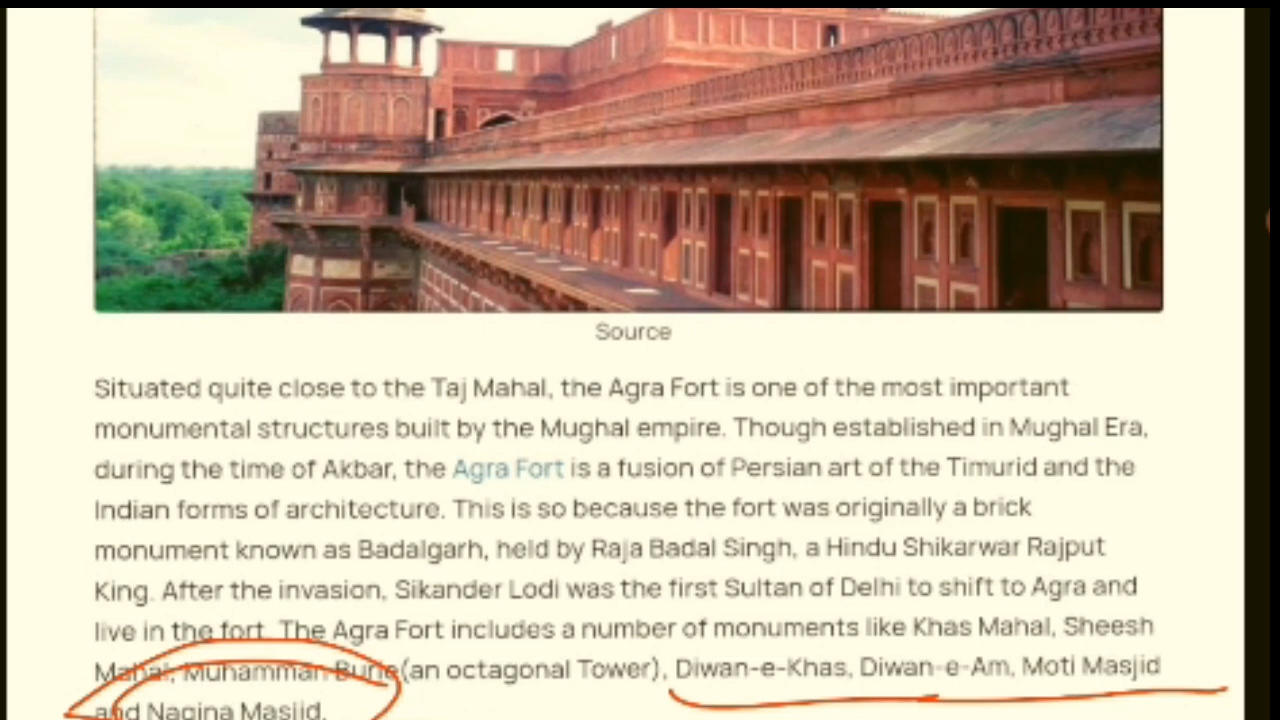 Source
Situated quite close to the Taj Mahal, the Agra Fort is one of the most important
monumental structures built by the Mughal empire. Though established in Mughal Era,
during the time of Akbar, the Agra Fort is a fusion of Persian art of the Timurid and the
Indian forms of architecture. This is so because the fort was originally a brick
monument known as Badalgarh, held by Raja Badal Singh, a Hindu Shikarwar Rajput
King. After the invasion, Sikander Lodi was the first Sultan of Delhi to shift to Agra and
live in the fort. The Agra Fort includes a number of monuments like Khas Mahal, Sheesh
Mahal, Muhamman Burje(an octagonal Tower), Diwan-e-Khas, Diwan-e-Am, Moti Masjid
and Nagina Masjid.